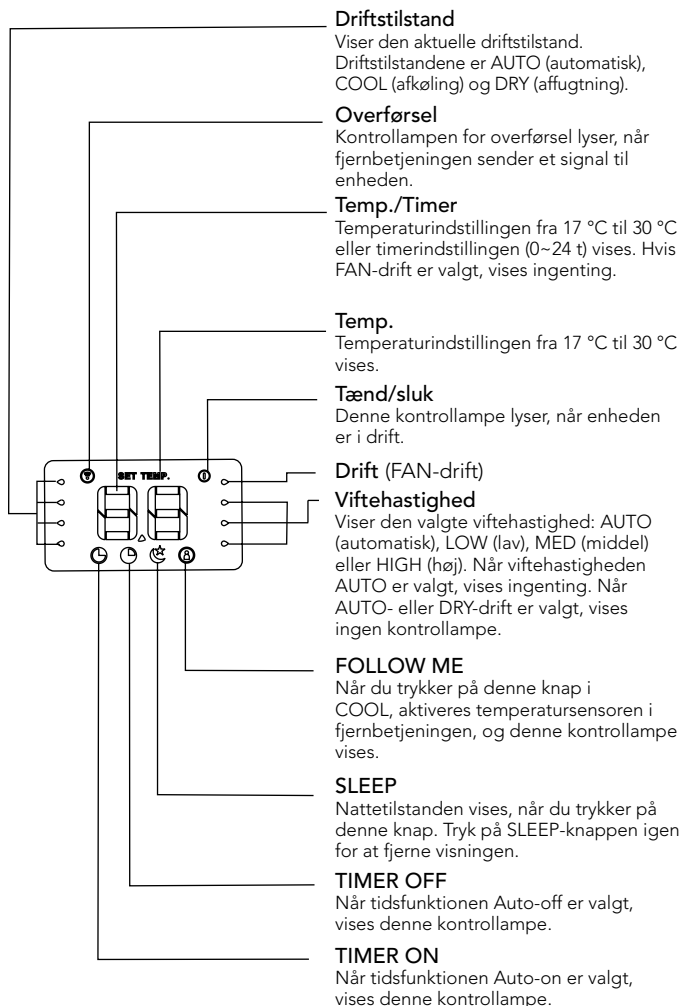 Driftstilstand
Viser den aktuelle driftstilstand.
Driftstilstandene er AUTO (automatisk),
COOL (afkøling) og DRY (affugtning).
Overførsel
Kontrollampen for overførsel lyser, når
fjernbetjeningen sender et signal til
enheden.
Temp./Timer
Temperaturindstillingen fra 17 °C til 30 °C
eller timerindstillingen (0~24 t) vises. Hvis
FAN-drift er valgt, vises ingenting.
Temp.
Temperaturindstillingen fra 17 °C til 30 °C
vises.
Tænd/sluk
Denne kontrollampe lyser, når enheden
er i drift.
SET TEMP.
Drift (FAN-drift)
Viftehastighed
Viser den valgte viftehastighed: AUTO
(automatisk), LOW (lav), MED (middel)
eller HIGH (høj). Når viftehastigheden
AUTO er valgt, vises ingenting. Når
AUTO- eller DRY-drift er valgt, vises
ingen kontrollampe.
FOLLOW ME
Når du trykker på denne knap i
COOL, aktiveres temperatursensoren i
fjernbetjeningen, og denne kontrollampe
vises.
SLEEP
Nattetilstanden vises, når du trykker på
denne knap. Tryk på SLEEP-knappen igen
for at fjerne visningen.
TIMER OFF
Når tidsfunktionen Auto-off er valgt,
vises denne kontrollampe.
TIMER ON
Når tidsfunktionen Auto-on er valgt,
vises denne kontrollampe.